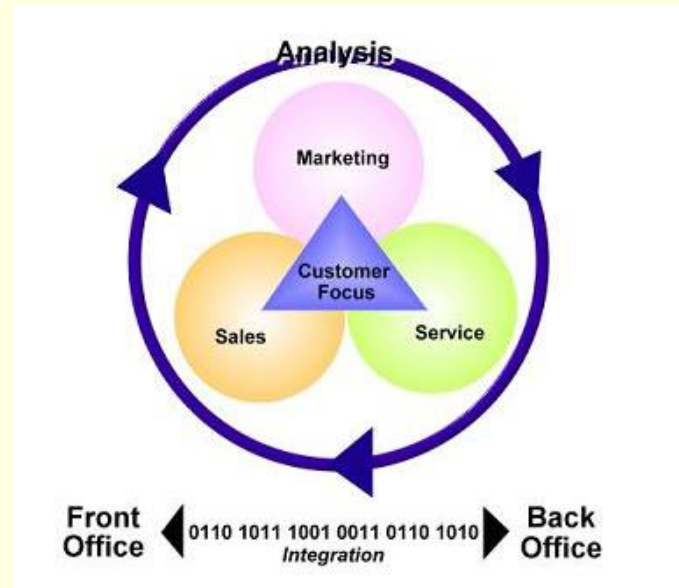 Analysis
Marketing
Customer
Focus
Sales
Service
Front
Office
0110 1011 1001 0011 0110 1010
Integration
Back
Office